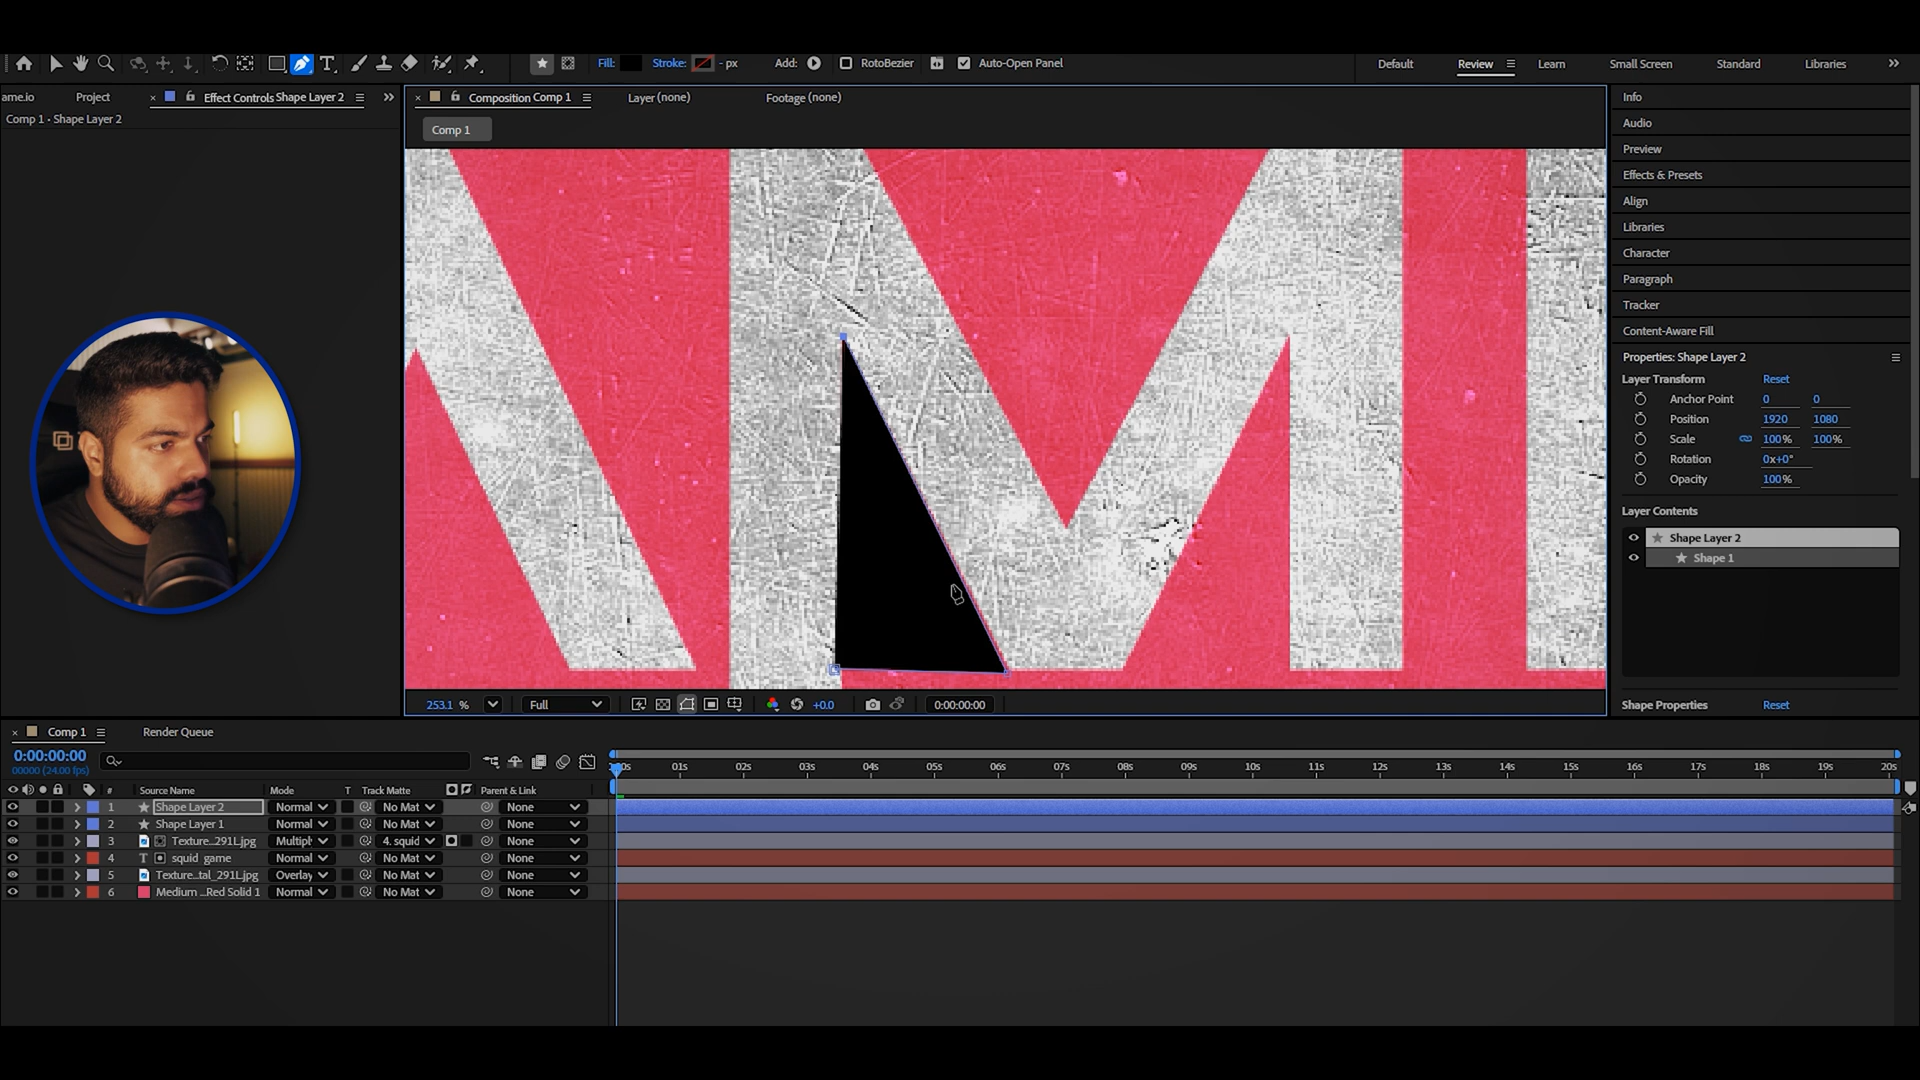 Fill: Stroke: - px Add: RotoBezier Auto-Open Panel Default Review Learn Small Screen Standard Libraries
ame.io Project Effect Controls Shape Layer 2
Comp 1 • Shape Layer 2
Composition Comp 1 Layer (none) Footage (none)
Comp 1
253.1 % Full +0.0 0:00:00:00
Info
Audio
Preview
Effects & Presets
Align
Libraries
Character
Paragraph
Tracker
Content-Aware Fill
Properties: Shape Layer 2
Layer Transform Reset
Anchor Point 0 0
Position 1920 1080
Scale 100% 100%
Rotation 0x+0°
Opacity 100%
Layer Contents
Shape Layer 2
Shape 1
Shape Properties Reset
Comp 1 Render Queue
0:00:00:00
00000 (24.00 fps)
01s 02s 03s 04s 05s 06s 07s 08s 09s 10s 11s 12s 13s 14s 15s 16s 17s 18s 19s 20s
# Source Name Mode T Track Matte Parent & Link
1 Shape Layer 2 Normal No Mat None
2 Shape Layer 1 Normal No Mat None
3 Texture...291L.jpg Multipl 4. squid None
4 T squid game Normal No Mat None
5 Texture...tal_291L.jpg Overlay No Mat None
6 Medium ...Red Solid 1 Normal No Mat None